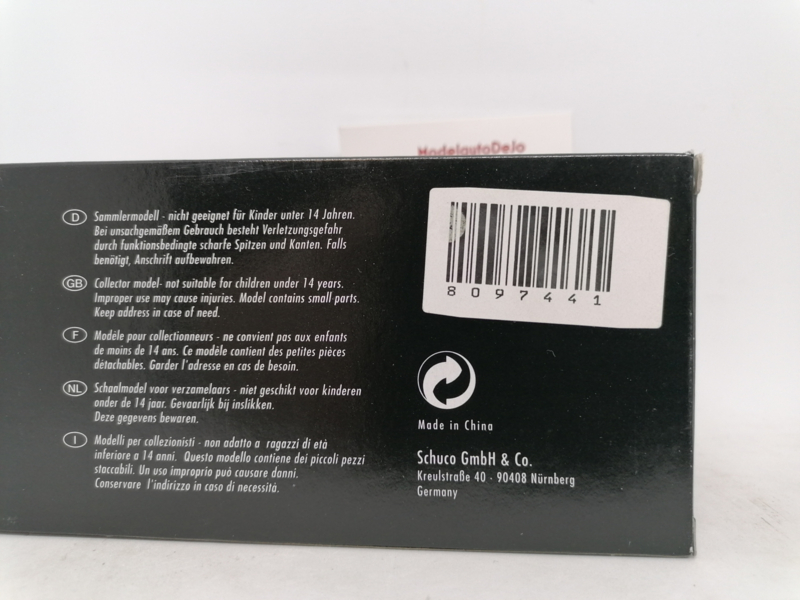 ModelautoDeJo
D Sammlermodell - nicht geeignet für Kinder unter 14 Jahren.
Bei unsachgemäßem Gebrauch besteht Verletzungsgefahr
durch funktionsbedingte scharfe Spitzen und Kanten. Falls
benötigt, Anschrift aufbewahren.
GB Collector model- not suitable for children under 14 years.
Improper use may cause injuries. Model contains small parts.
Keep address in case of need.
F Modèle pour collectionneurs - ne convient pas aux enfants
de moins de 14 ans. Ce modèle contient des petites pièces
détachables. Garder l'adresse en cas de besoin.
NL Schaalmodel voor verzamelaars - niet geschikt voor kinderen
onder de 14 jaar. Gevaarlijk bij inslikken.
Deze gegevens bewaren.
I Modelli per collezionisti - non adatto a ragazzi di età
inferiore a 14 anni. Questo modello contiene dei piccoli pezzi
staccabili. Un uso improprio può causare danni.
Conservare l'indirizzo in caso di necessità.
8097441
Made in China
Schuco GmbH & Co.
Kreulstraße 40 - 90408 Nürnberg
Germany